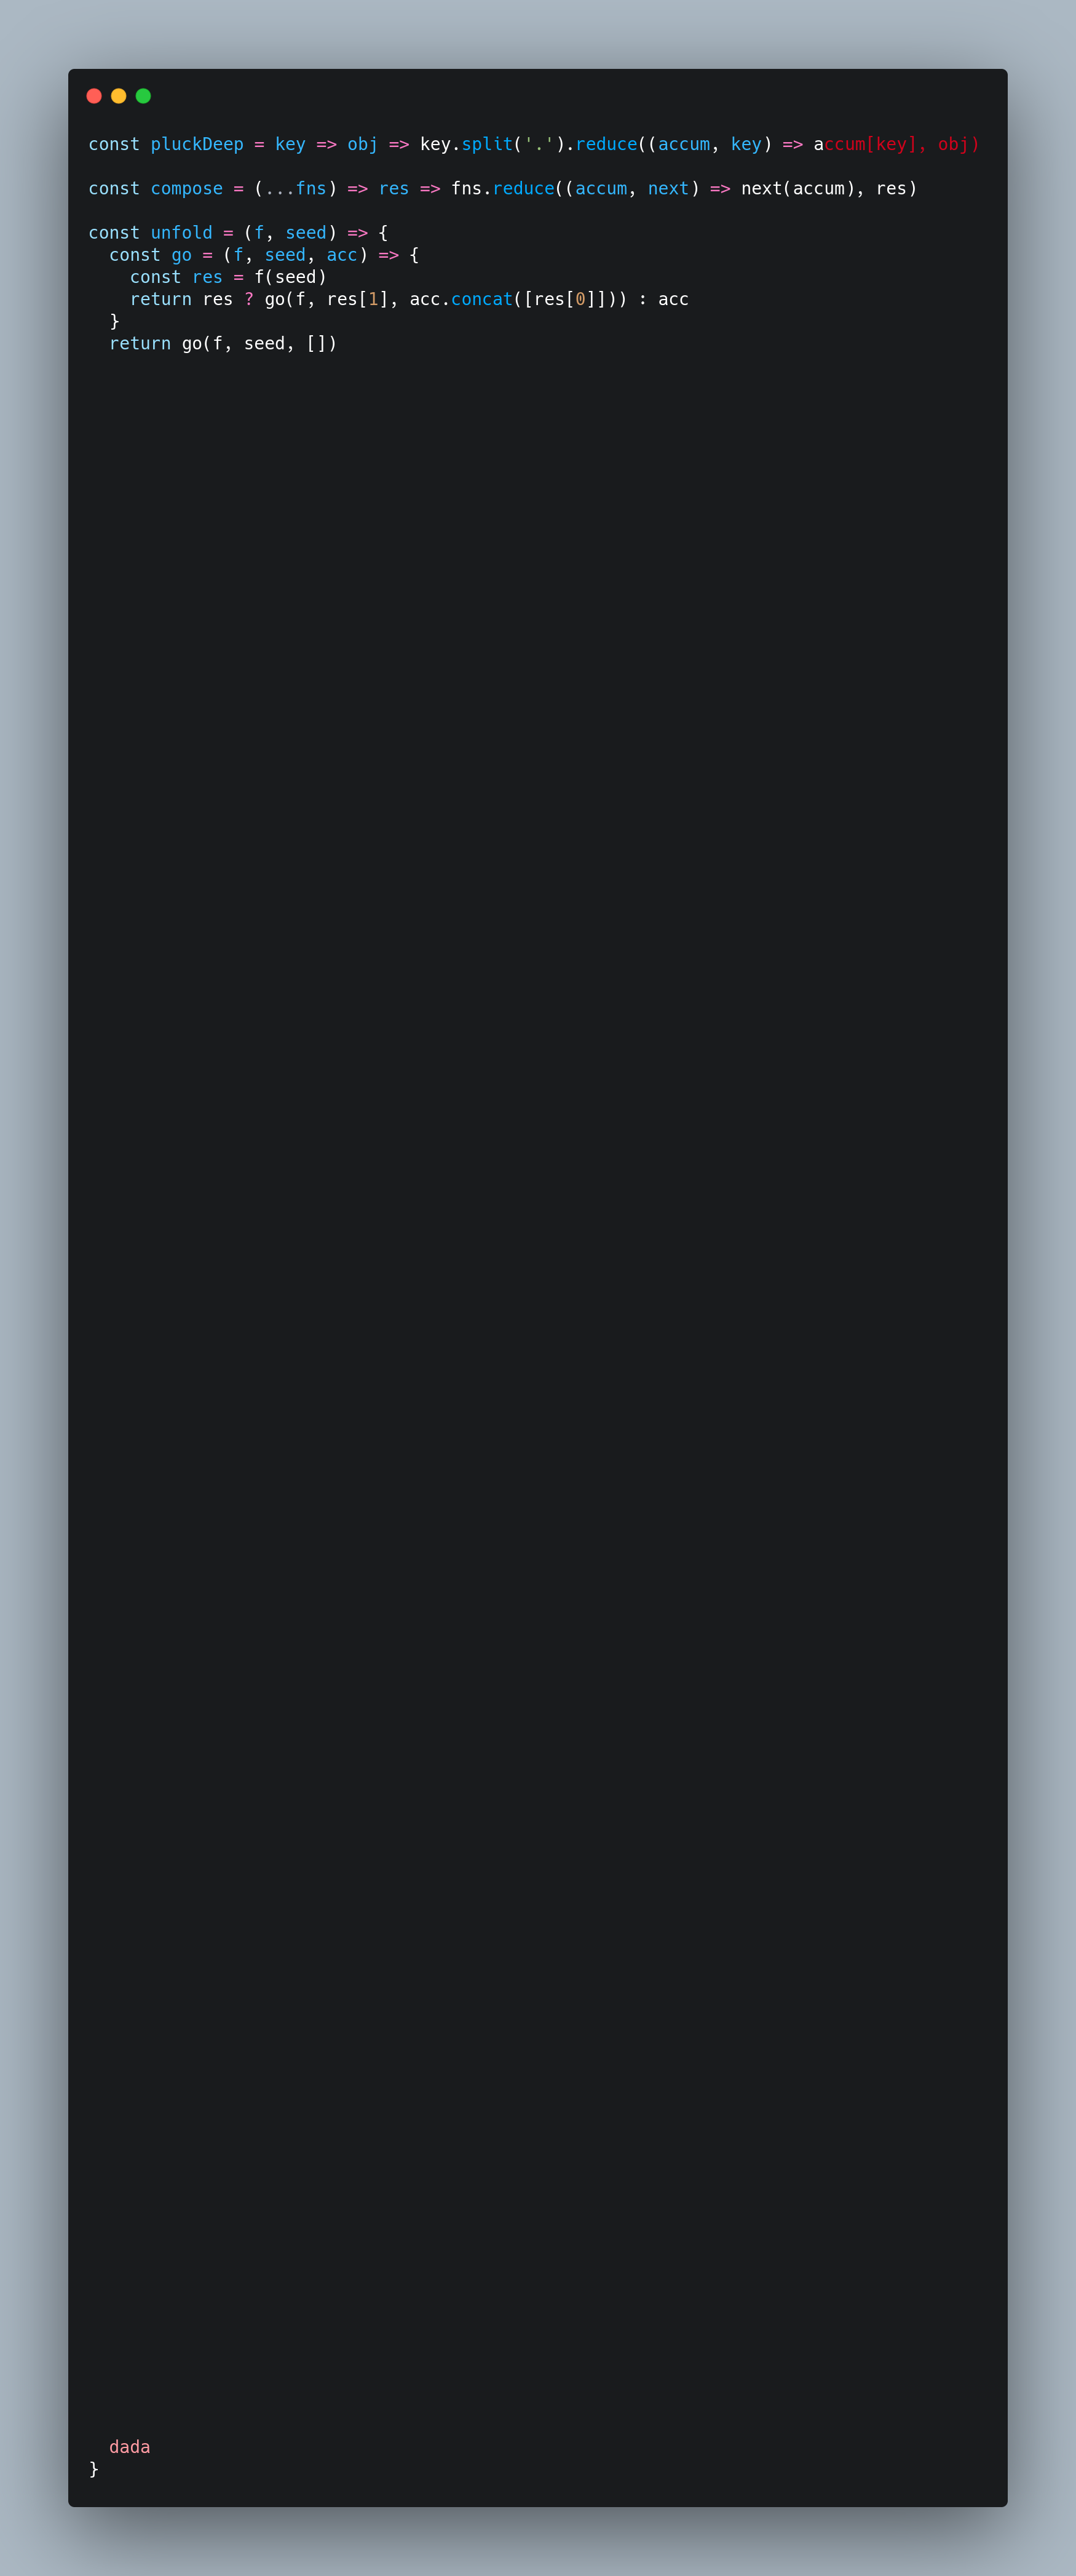 const pluckDeep = key => obj => key.split('.').reduce((accum, key) => accum[key], obj)
const compose = (...fns) => res => fns.reduce((accum, next) => next(accum), res)
const unfold = (f, seed) => {
  const go = (f, seed, acc) => {
    const res = f(seed)
    return res ? go(f, res[1], acc.concat([res[0]])) : acc
  }
  return go(f, seed, [])
  dada
}